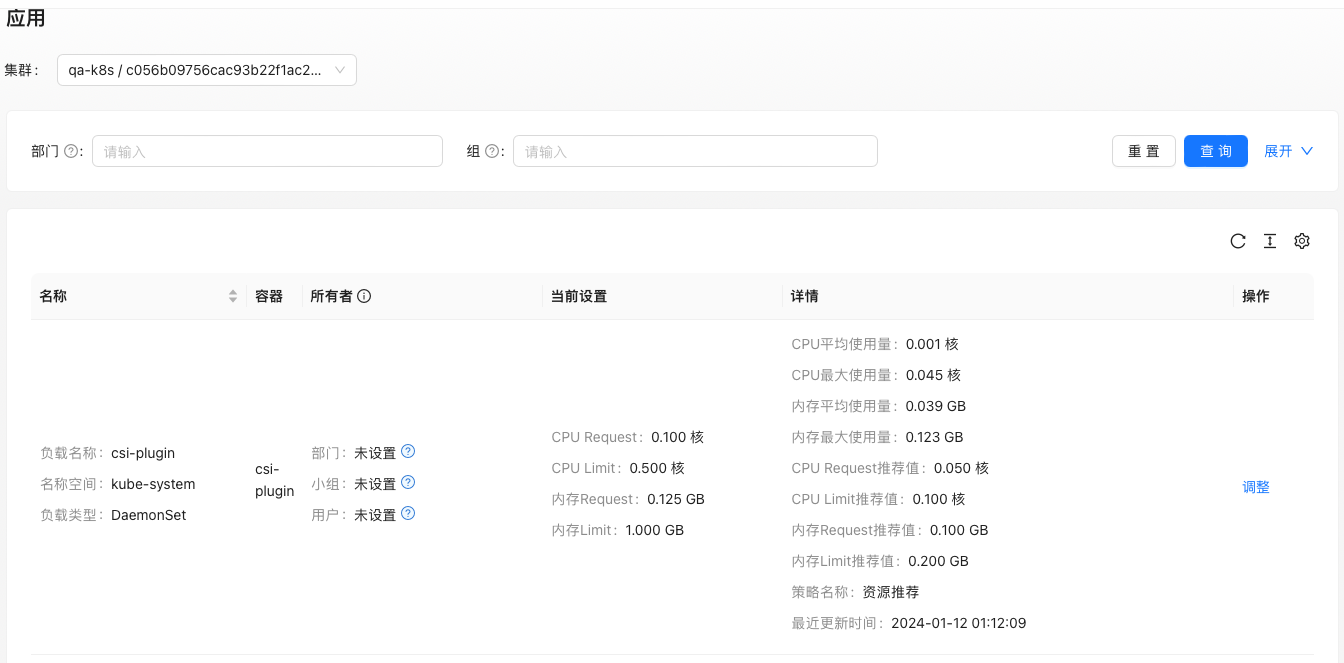 应用
集群： qa-k8s / c056b09756cac93b22f1ac2...
部门 ?: 请输入 组 ?: 请输入 重 置 查 询 展开
名称 容器 所有者 当前设置 详情 操作
负载名称：csi-plugin
名称空间：kube-system
负载类型：DaemonSet
csi-
plugin
部门：未设置 ?
小组：未设置 ?
用户：未设置 ?
CPU Request：0.100 核
CPU Limit：0.500 核
内存Request：0.125 GB
内存Limit：1.000 GB
CPU平均使用量：0.001 核
CPU最大使用量：0.045 核
内存平均使用量：0.039 GB
内存最大使用量：0.123 GB
CPU Request推荐值：0.050 核
CPU Limit推荐值：0.100 核
内存Request推荐值：0.100 GB
内存Limit推荐值：0.200 GB
策略名称：资源推荐
最近更新时间：2024-01-12 01:12:09
调整